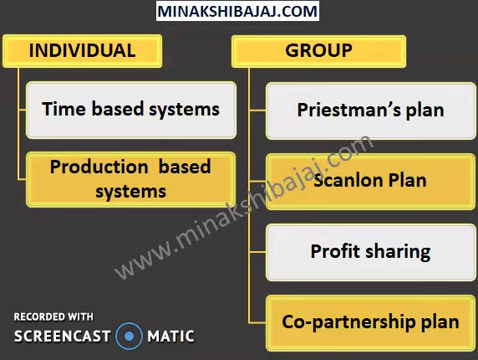 MINAKSHIBAJAJ.COM
INDIVIDUAL
Time based systems
Production based
systems
GROUP
Priestman’s plan
Scanlon Plan
Profit sharing
Co-partnership plan
www.minakshibajaj.com
RECORDED WITH
SCREENCAST MATIC